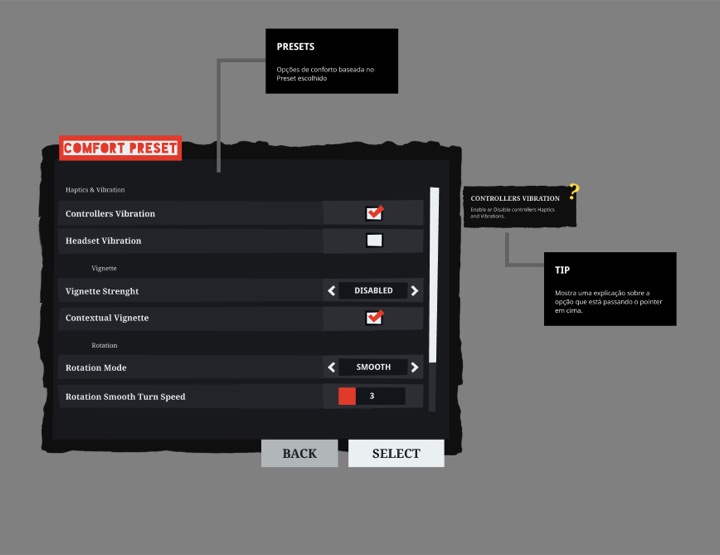 PRESETS
Opções de conforto baseada no
Preset escolhido
COMFORT PRESET
Haptics & Vibration
Controllers Vibration
Headset Vibration
Vignette
Vignette Strenght
DISABLED
Contextual Vignette
Rotation
Rotation Mode
SMOOTH
Rotation Smooth Turn Speed
3
BACK
SELECT
CONTROLLERS VIBRATION
?
Enable or Disable controllers Haptics
and Vibrations.
TIP
Mostra uma explicação sobre a
opção que está passando o pointer
em cima.